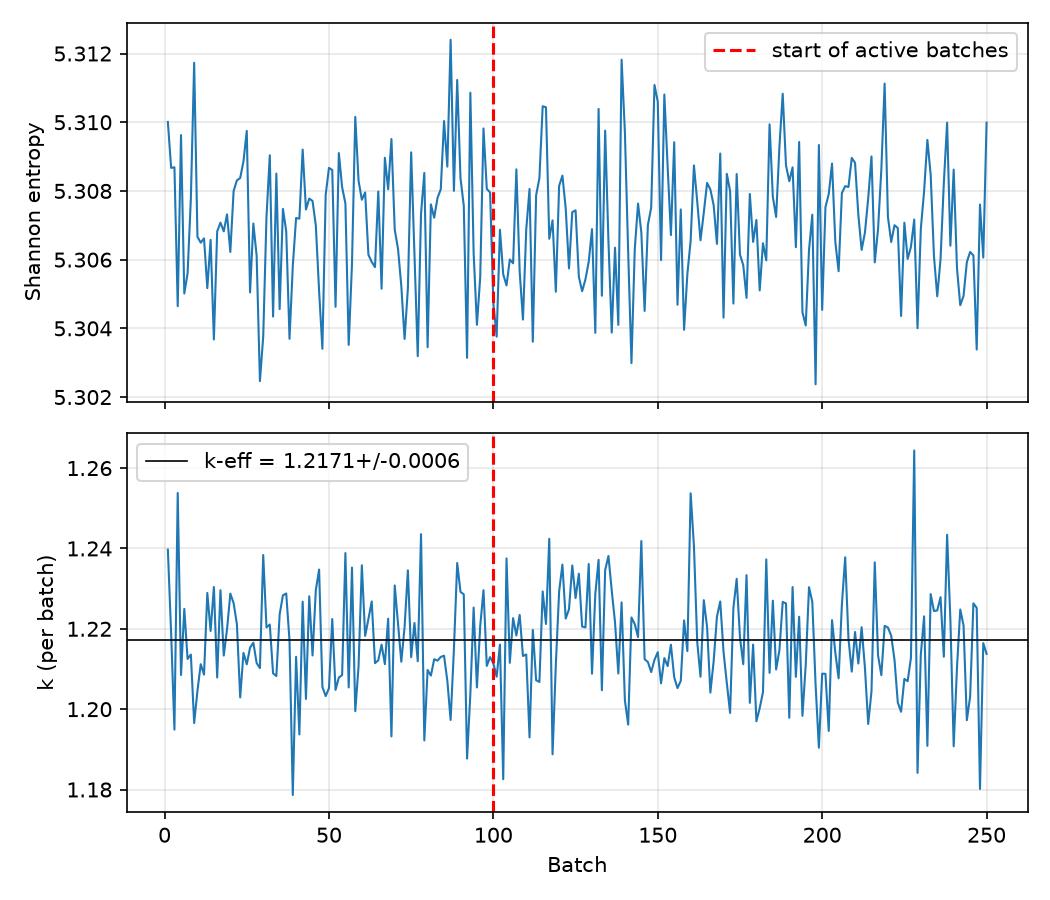 5.312
5.310
5.308
5.306
5.304
5.302
Shannon entropy
start of active batches
1.26
1.24
1.22
1.20
1.18
k (per batch)
k-eff = 1.2171+/-0.0006
0 50 100 150 200 250
Batch